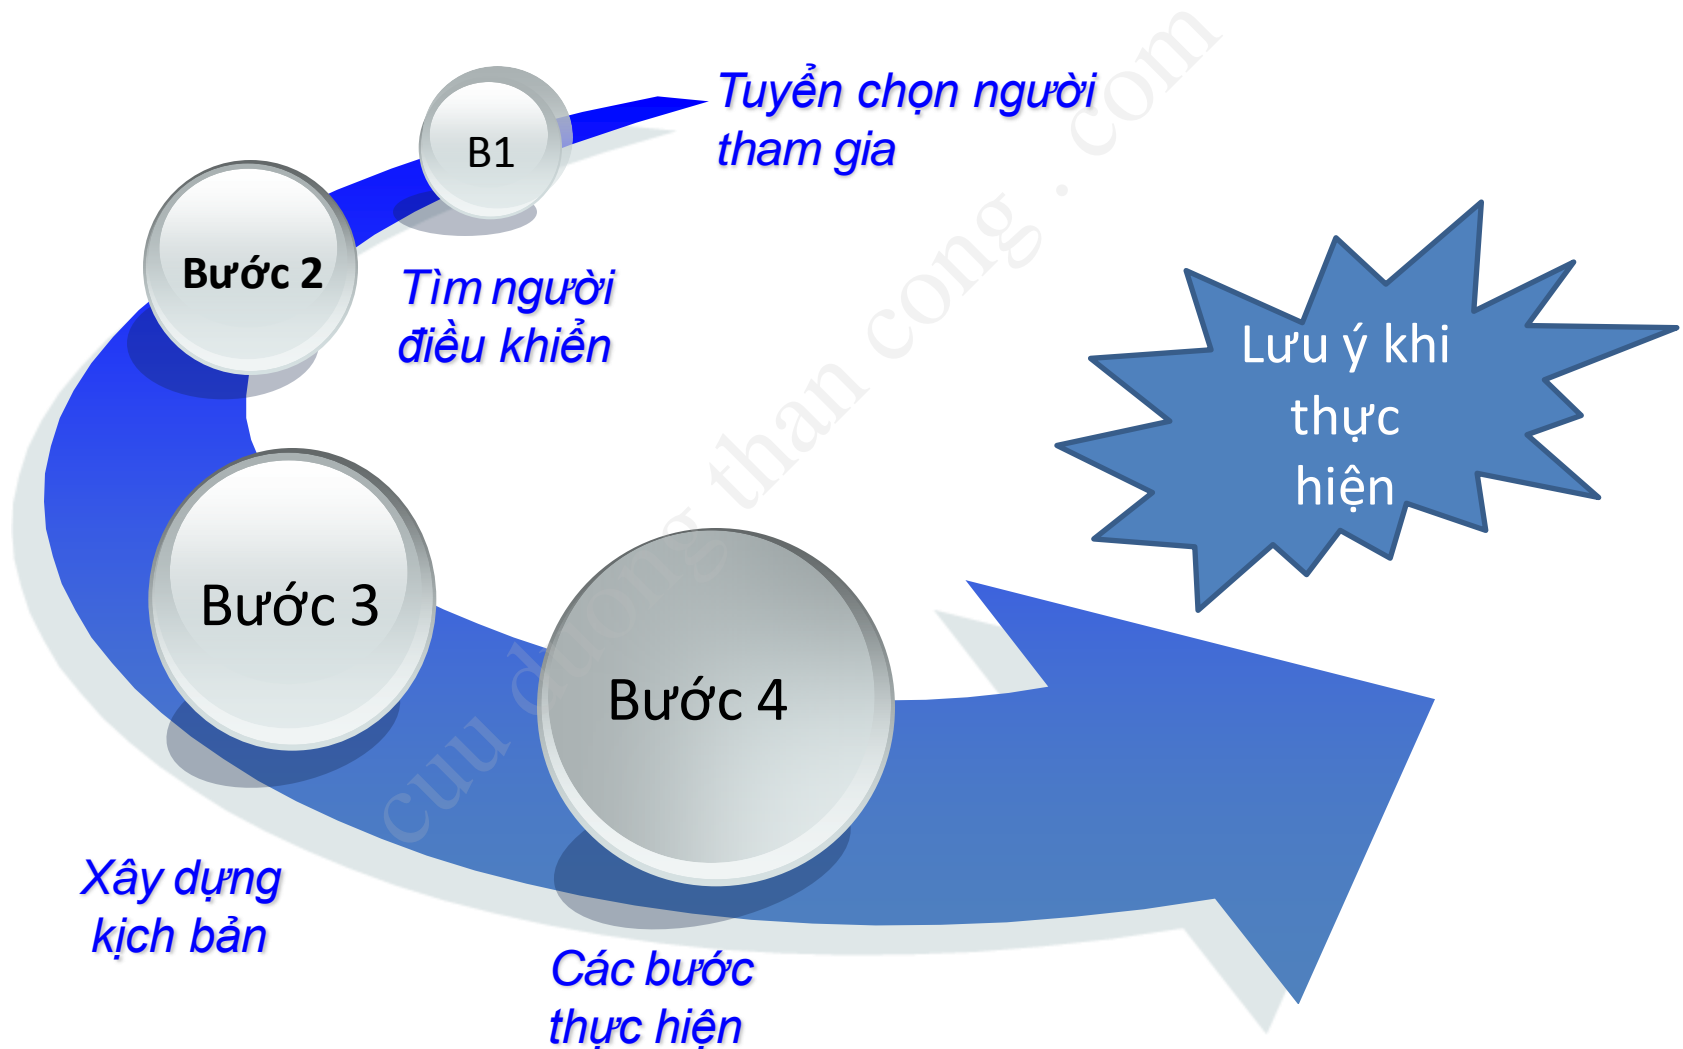 B1
Tuyển chọn người
tham gia
Bước 2
Tìm người
điều khiển
Lưu ý khi
thực
hiện
Bước 3
Bước 4
Xây dựng
kịch bản
Các bước
thực hiện
cuu duong than cong . com